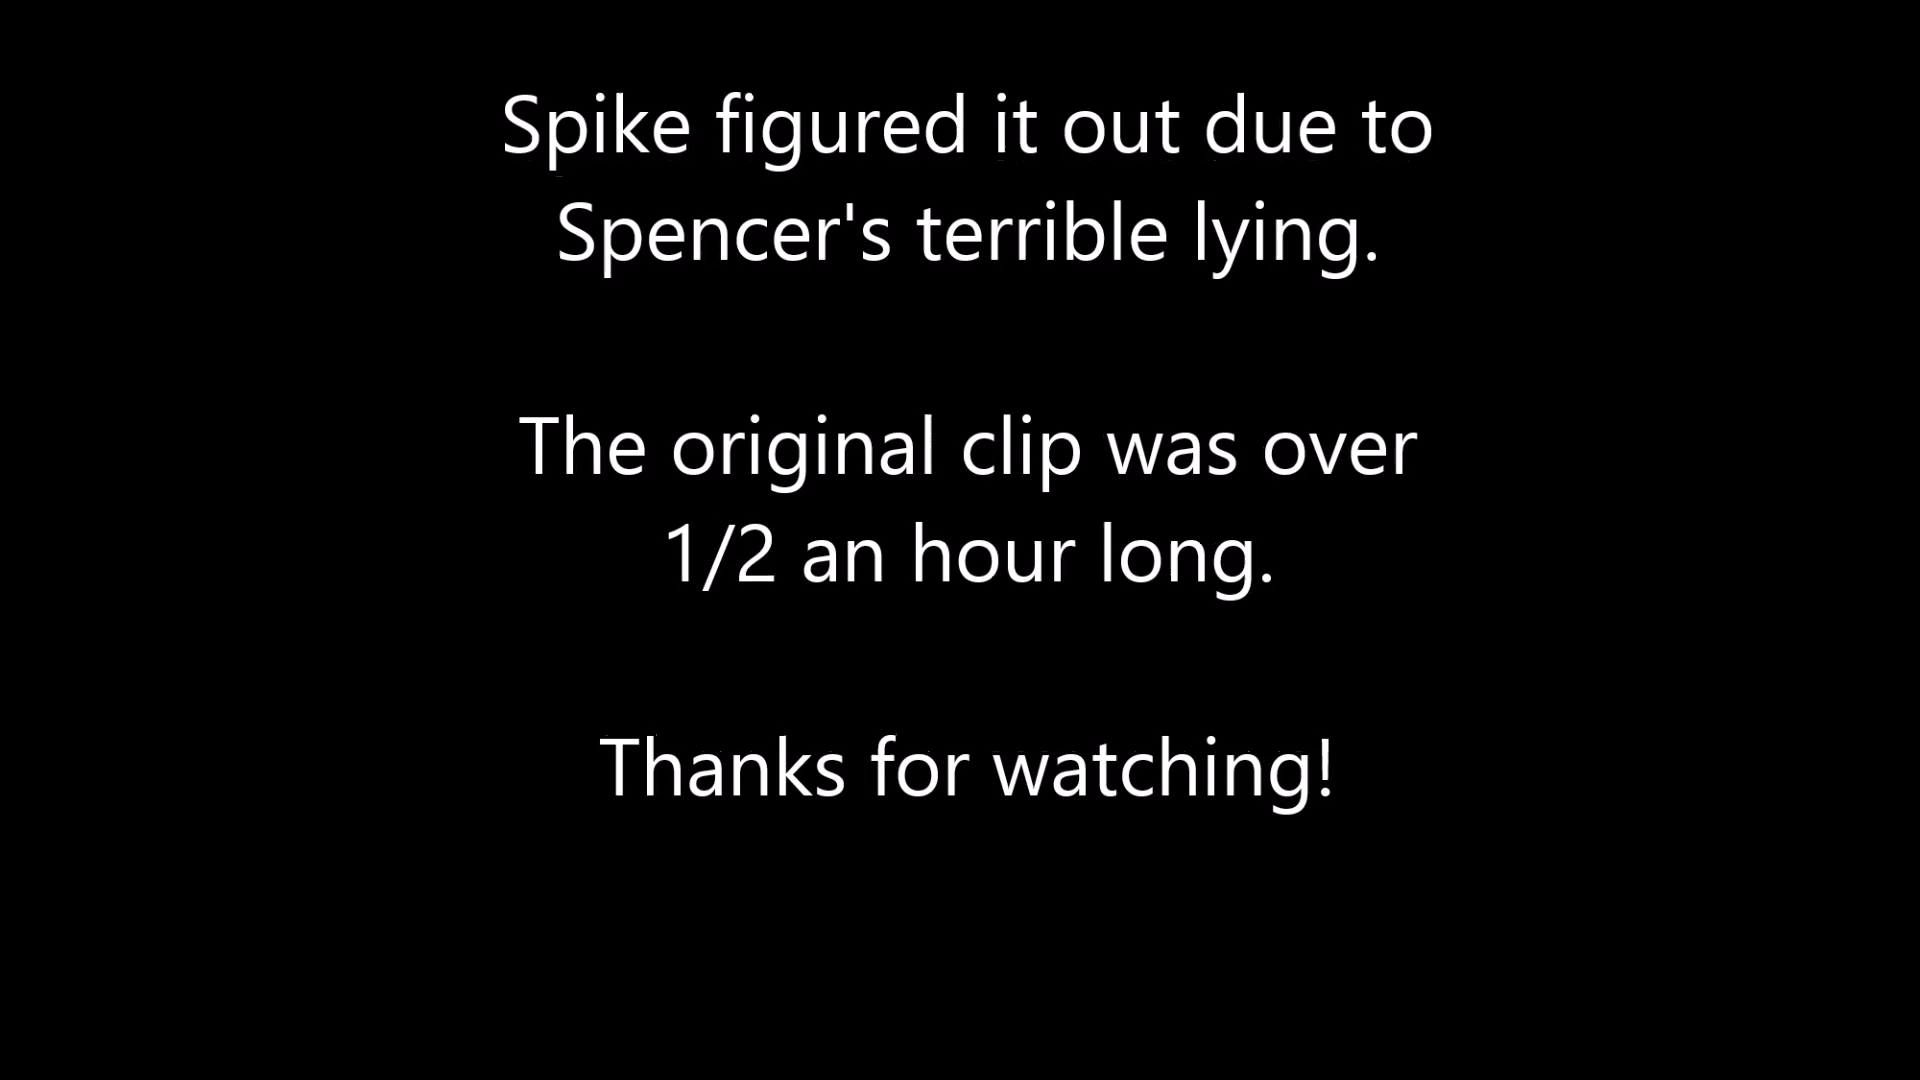 Spike figured it out due to
Spencer's terrible lying.
The original clip was over
1/2 an hour long.
Thanks for watching!